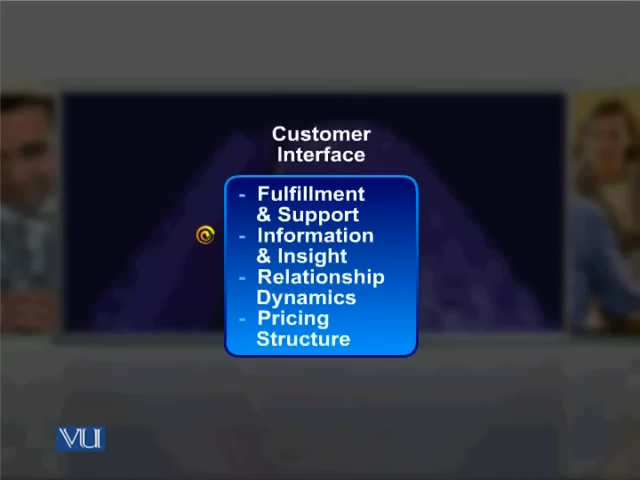 Customer
Interface
- Fulfillment
& Support
- Information
& Insight
- Relationship
Dynamics
- Pricing
Structure
VU